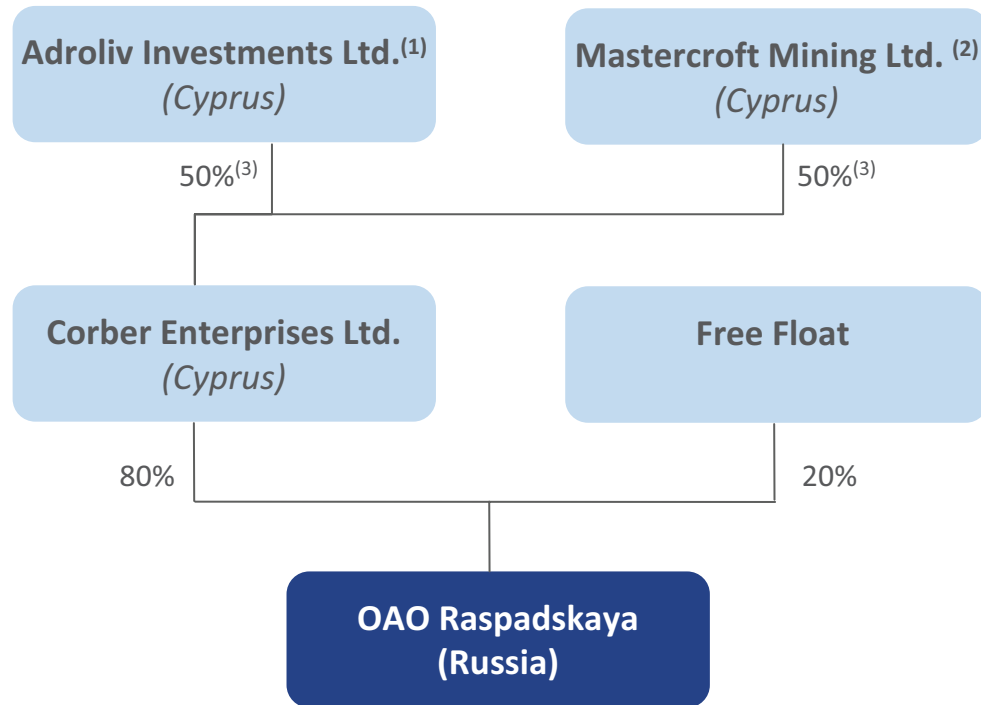 Adroliv Investments Ltd.(1)
(Cyprus)
Mastercroft Mining Ltd. (2)
(Cyprus)
50%(3)
50%(3)
Corber Enterprises Ltd.
(Cyprus)
Free Float
80%
20%
OAO Raspadskaya
(Russia)